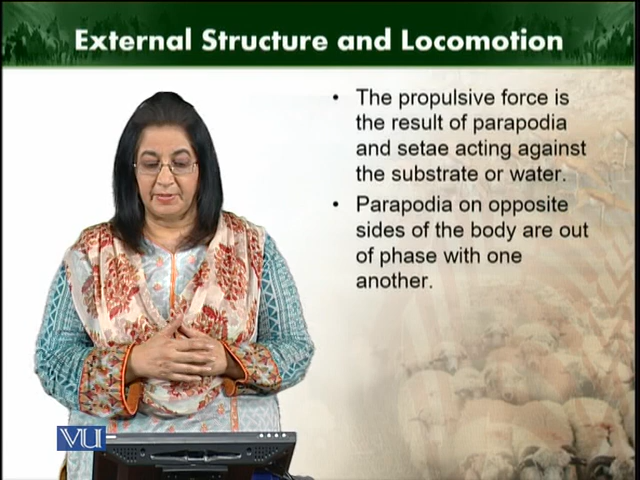 External Structure and Locomotion
• The propulsive force is
the result of parapodia
and setae acting against
the substrate or water.
• Parapodia on opposite
sides of the body are out
of phase with one
another.
VU